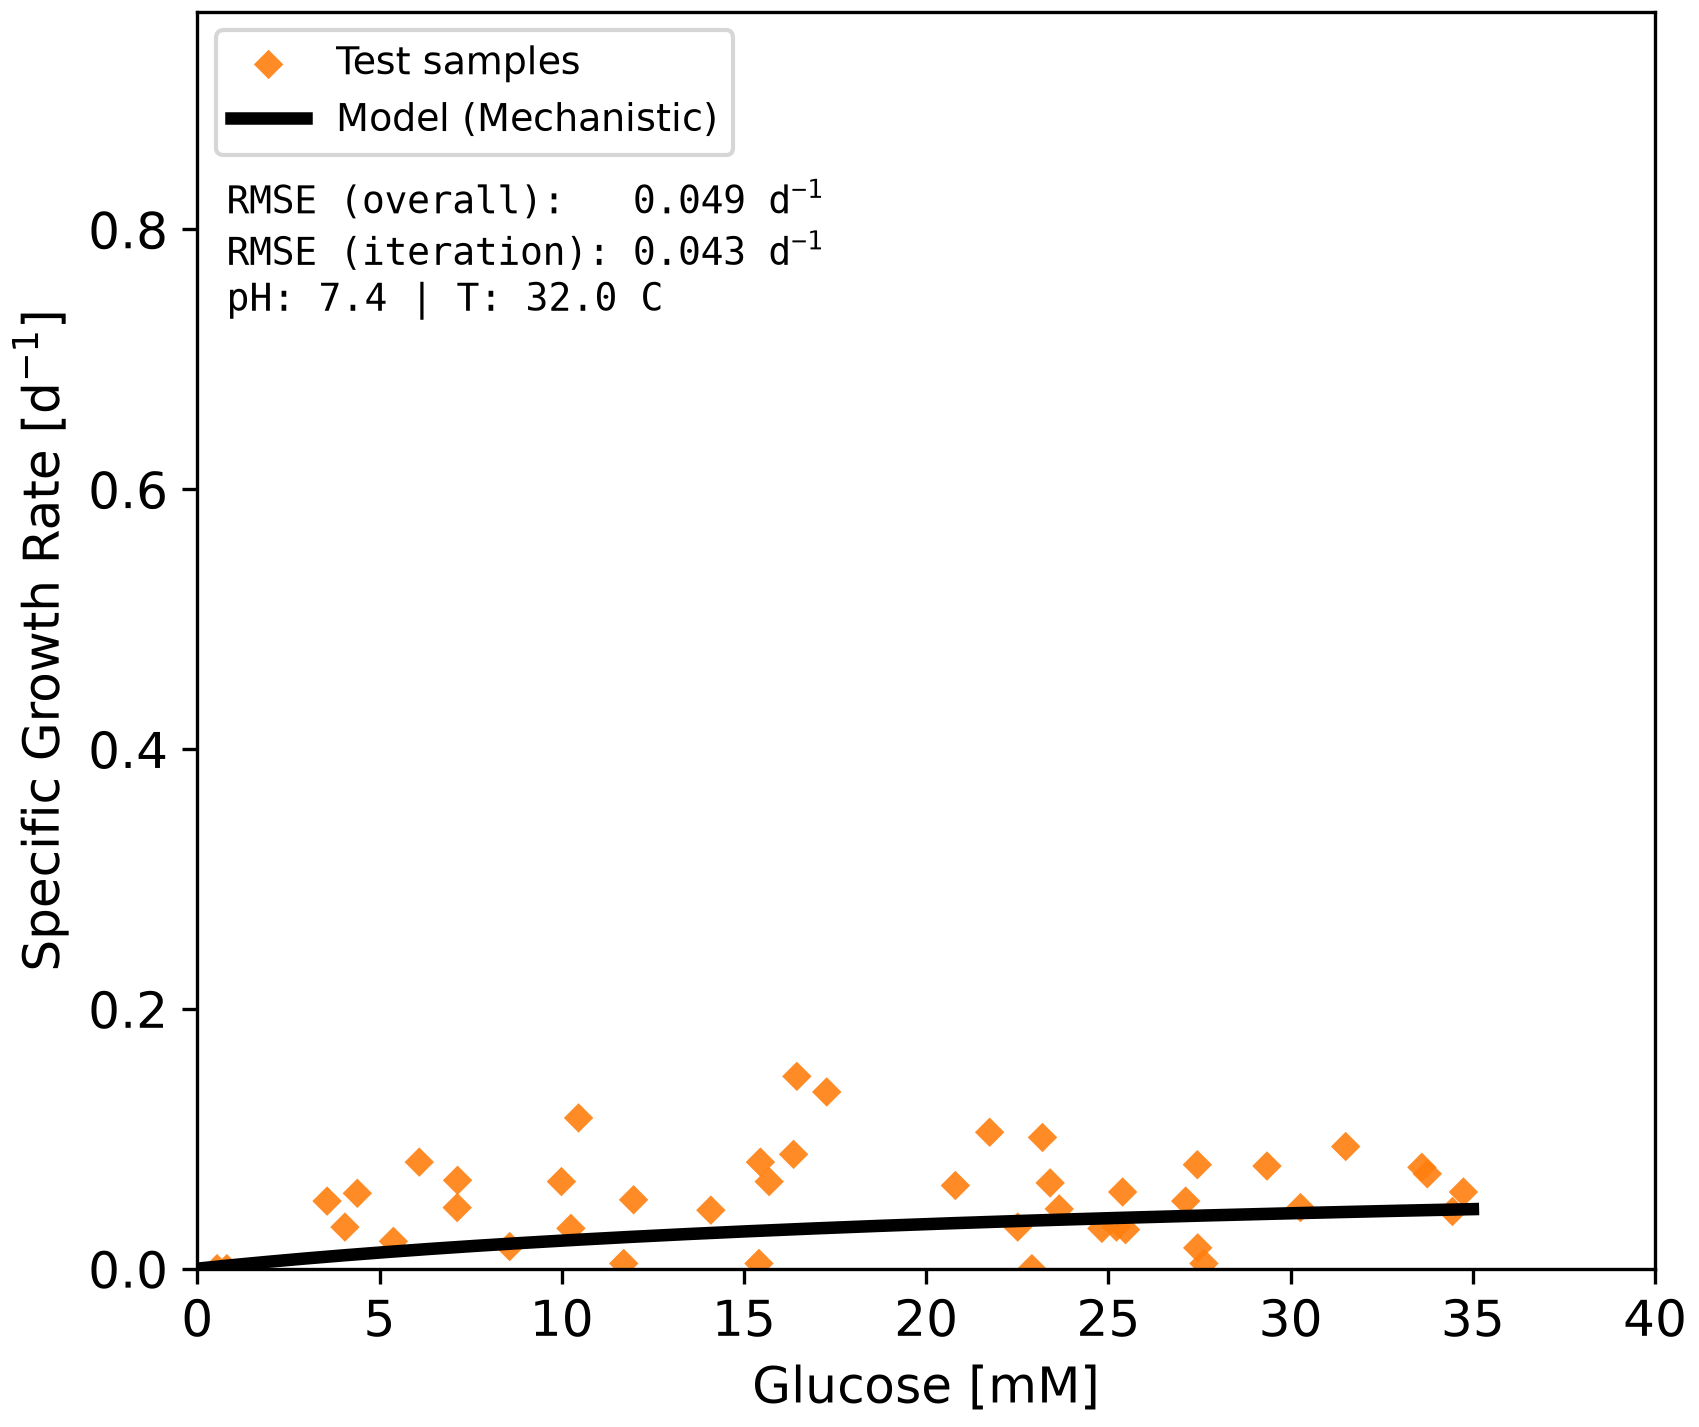 Test samples
Model (Mechanistic)
RMSE (overall):   0.049 d⁻¹
RMSE (iteration): 0.043 d⁻¹
pH: 7.4 | T: 32.0 C
Specific Growth Rate [d⁻¹]
0.8
0.6
0.4
0.2
0.0
0 5 10 15 20 25 30 35 40
Glucose [mM]